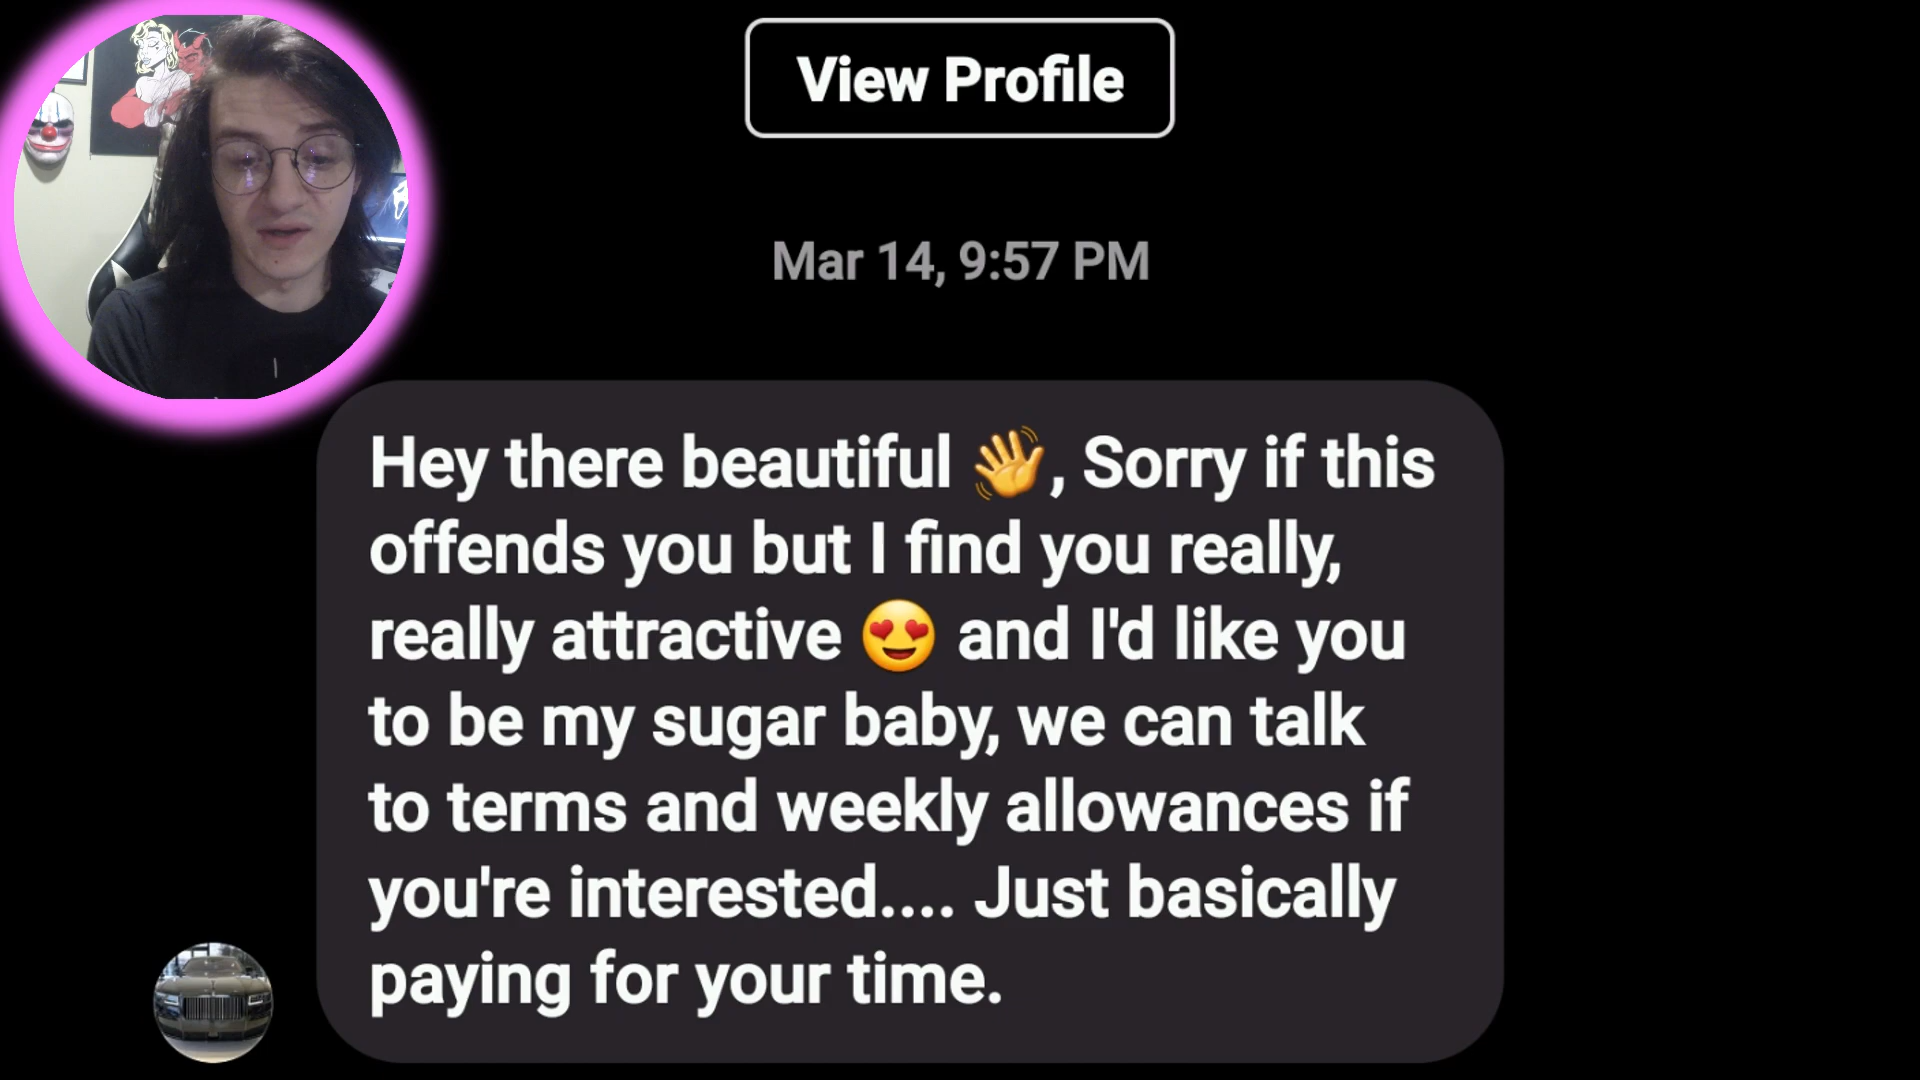 View Profile
Mar 14, 9:57 PM
Hey there beautiful 👋, Sorry if this
offends you but I find you really,
really attractive 😍 and I'd like you
to be my sugar baby, we can talk
to terms and weekly allowances if
you're interested.... Just basically
paying for your time.